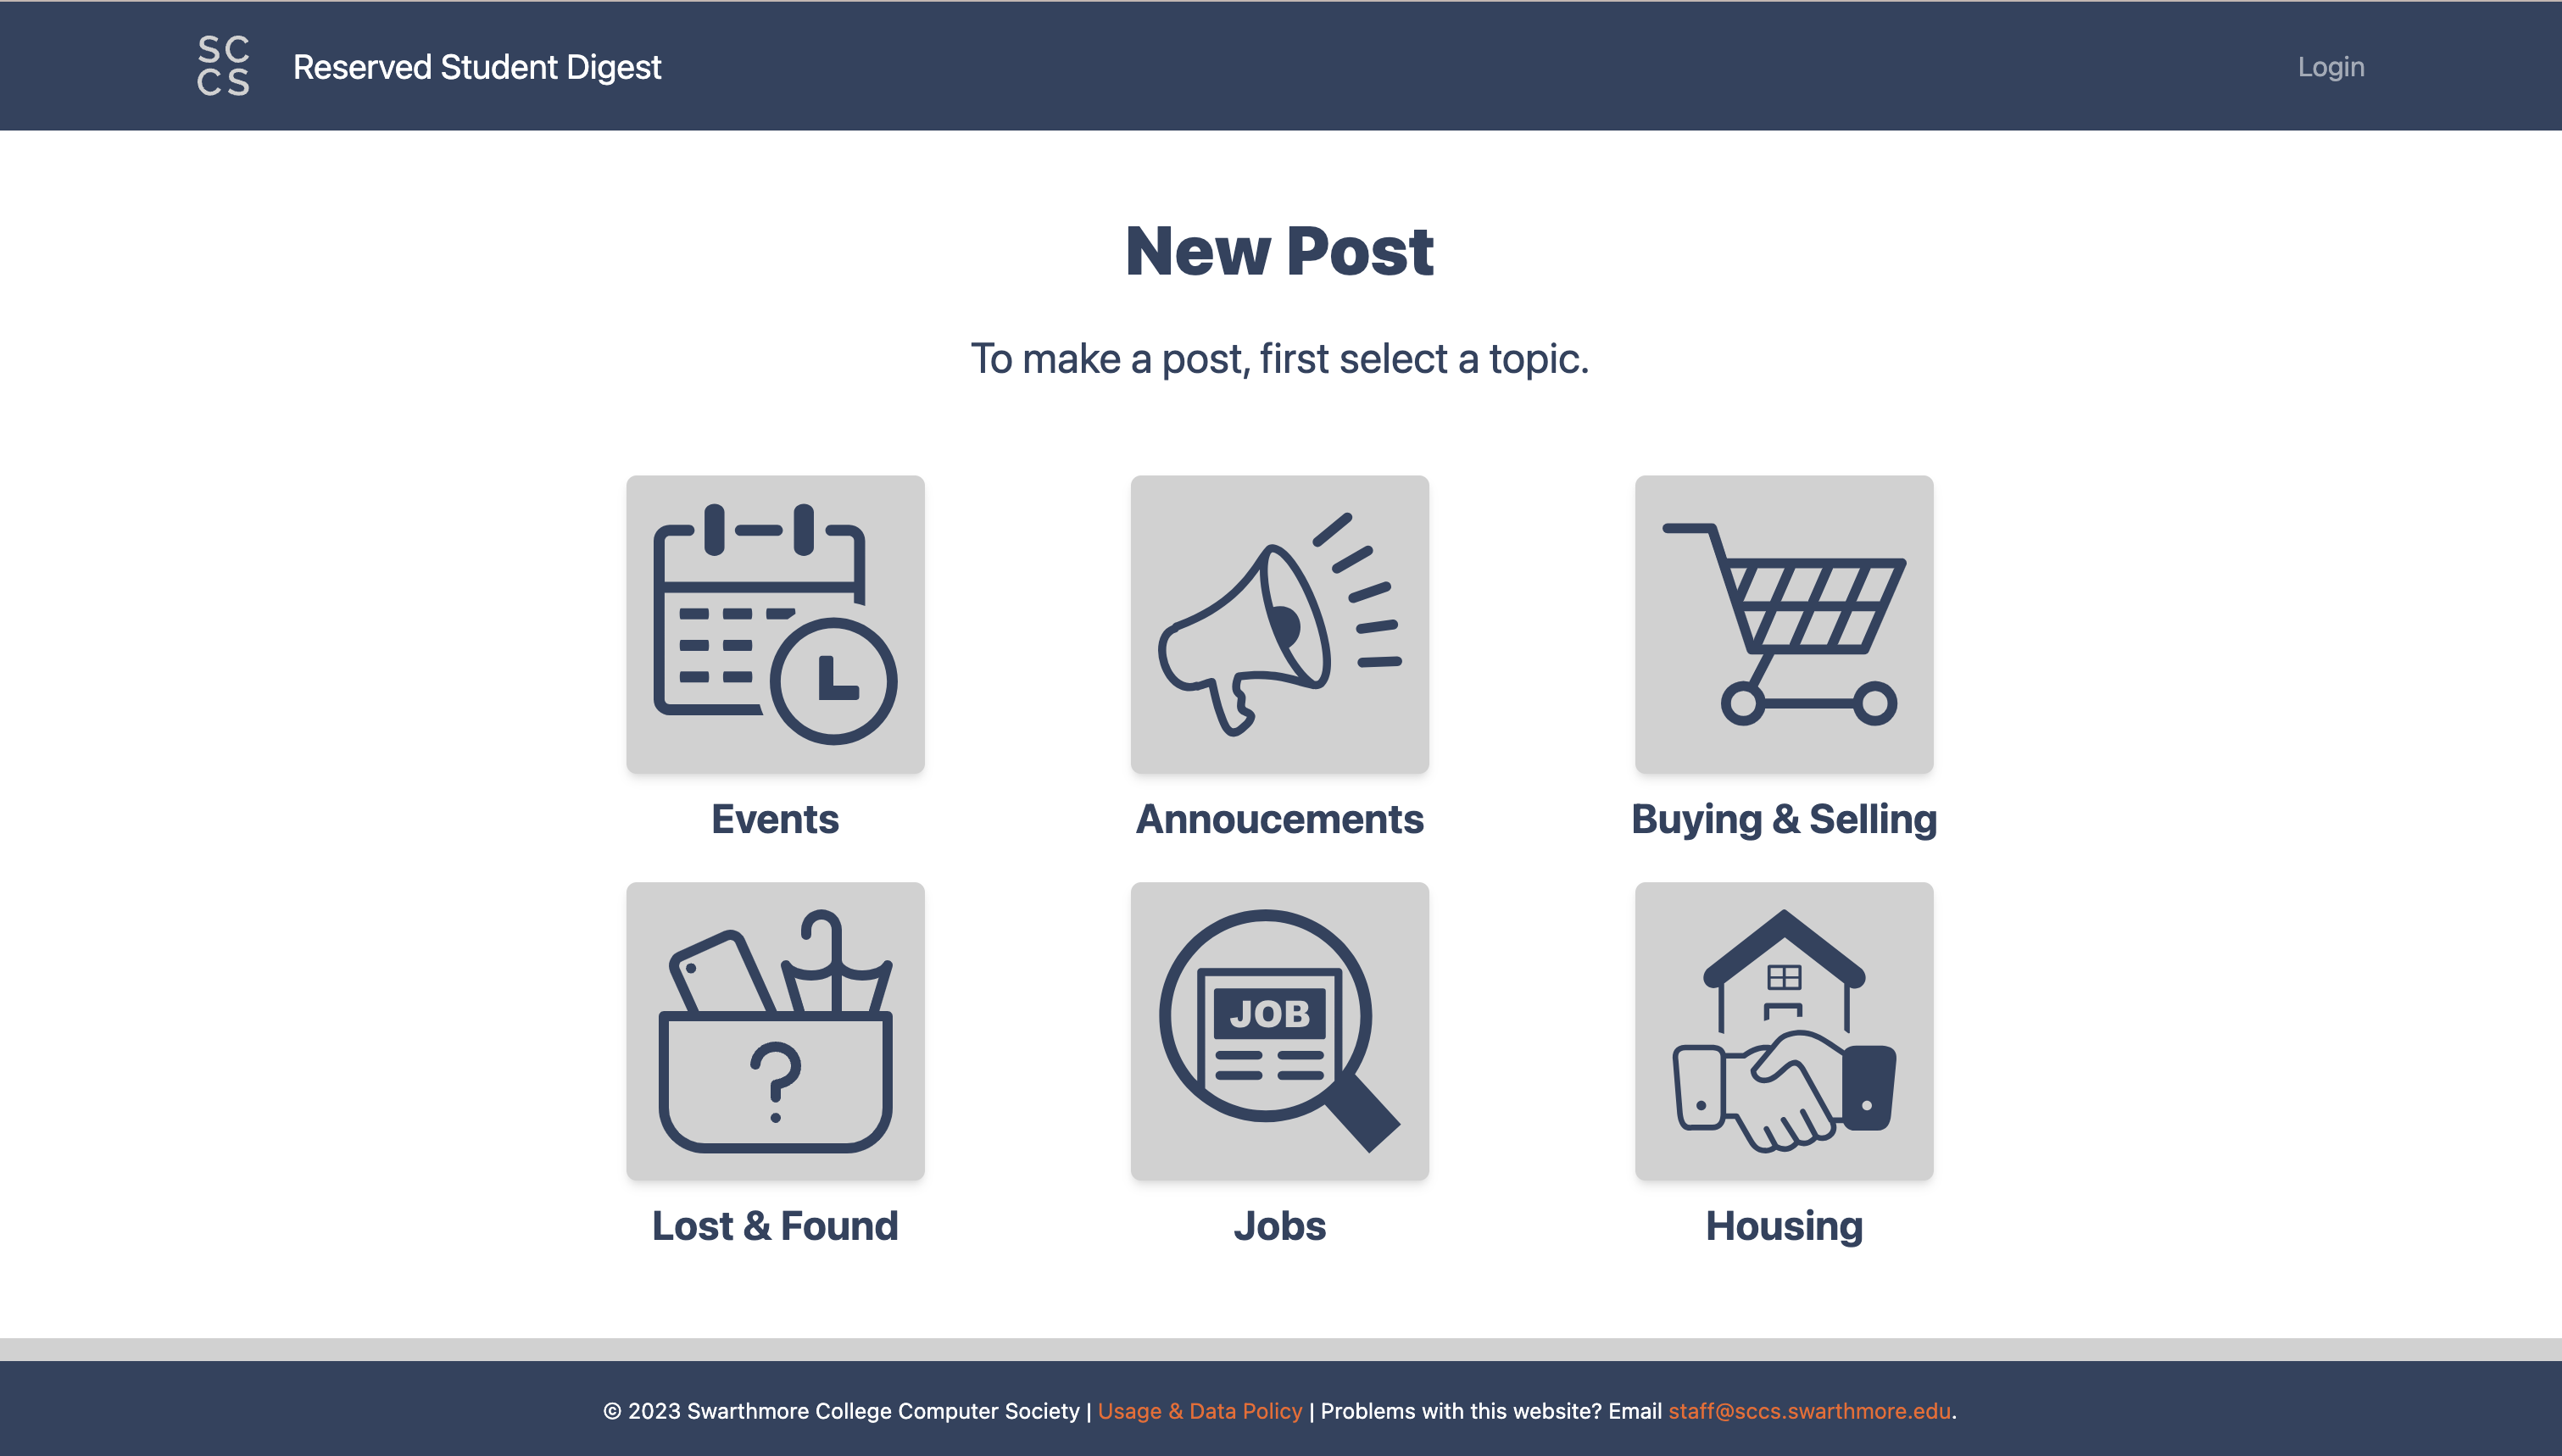 SC
CS
Reserved Student Digest
Login
New Post
To make a post, first select a topic.
Events
Annoucements
Buying & Selling
?
JOB
Lost & Found
Jobs
Housing
© 2023 Swarthmore College Computer Society | Usage & Data Policy | Problems with this website? Email staff@sccs.swarthmore.edu.